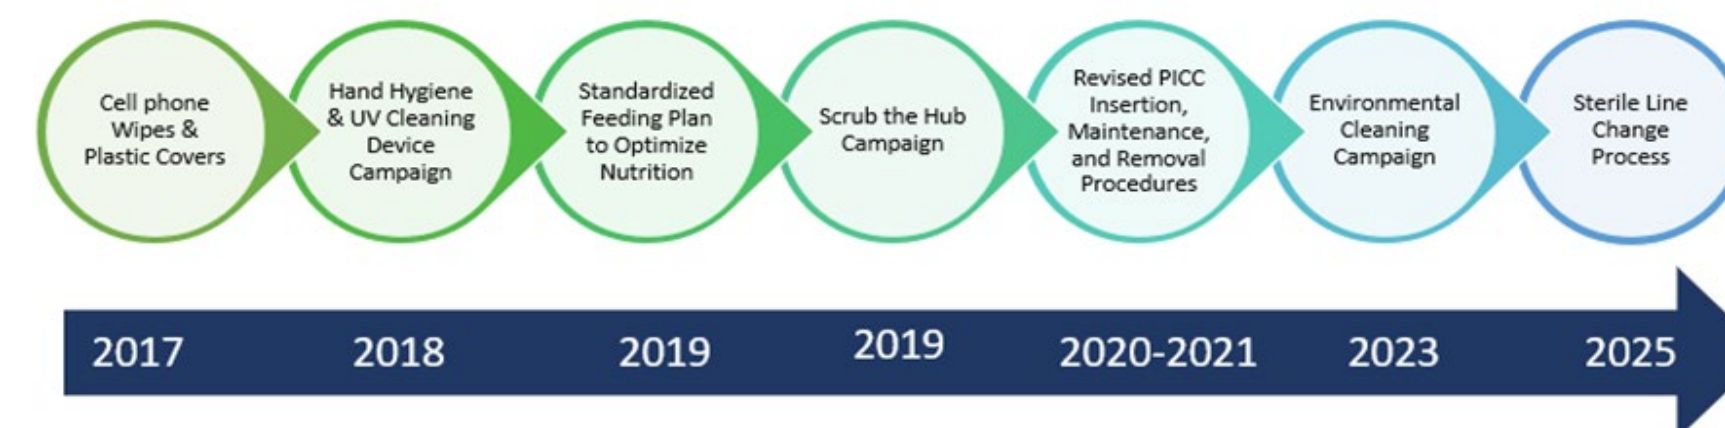 Cell phone
Wipes &
Plastic Covers
Hand Hygiene
& UV Cleaning
Device
Campaign
Standardized
Feeding Plan
to Optimize
Nutrition
Scrub the Hub
Campaign
Revised PICC
Insertion,
Maintenance,
and Removal
Procedures
Environmental
Cleaning
Campaign
Sterile Line
Change
Process
2017 2018 2019 2019 2020-2021 2023 2025